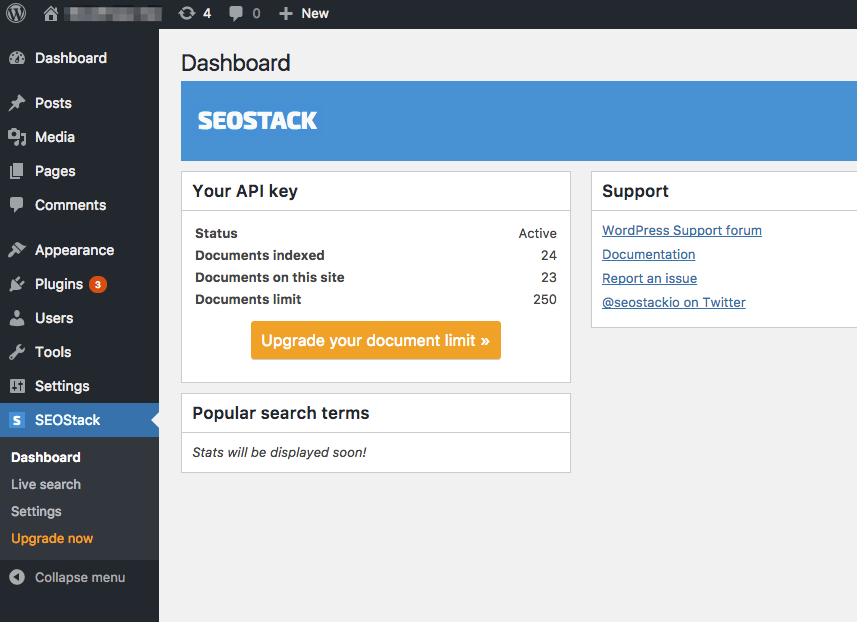 4 0 New
Dashboard
Posts
Media
Pages
Comments
Appearance
Plugins 3
Users
Tools
Settings
S SEOStack
Dashboard
Live search
Settings
Upgrade now
Collapse menu
Dashboard
SEOSTACK
Your API key
Status Active
Documents indexed 24
Documents on this site 23
Documents limit 250
Upgrade your document limit »
Popular search terms
Stats will be displayed soon!
Support
WordPress Support forum
Documentation
Report an issue
@seostackio on Twitter